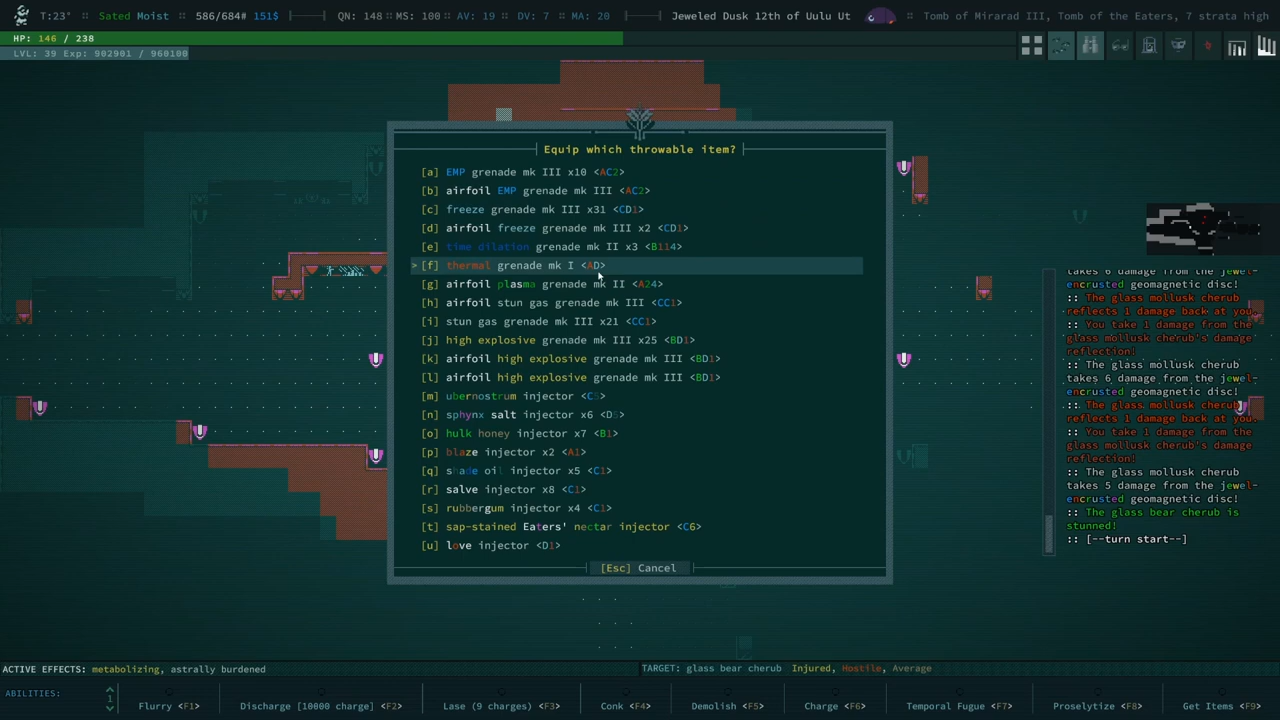 T:23° Sated Moist 586/684# 151$ QN: 148 MS: 100 AV: 19 DV: 7 MA: 20 Jeweled Dusk 12th of Uulu Ut Tomb of Mirarad III, Tomb of the Eaters, 7 strata high
HP: 146 / 238
LVL: 39 Exp: 902901 / 960100
Equip which throwable item?
[a] EMP grenade mk III x10 <AC2>
[b] airfoil EMP grenade mk III <AC2>
[c] freeze grenade mk III x31 <CD1>
[d] airfoil freeze grenade mk III x2 <CD1>
[e] time dilation grenade mk II x3 <B114>
> [f] thermal grenade mk I <AD>
[g] airfoil plasma grenade mk II <A24>
[h] airfoil stun gas grenade mk III <CC1>
[i] stun gas grenade mk III x21 <CC1>
[j] high explosive grenade mk III x25 <BD1>
[k] airfoil high explosive grenade mk III <BD1>
[l] airfoil high explosive grenade mk III <BD1>
[m] ubernostrum injector <C5>
[n] sphynx salt injector x6 <D5>
[o] hulk honey injector x7 <B1>
[p] blaze injector x2 <A1>
[q] shade oil injector x5 <C1>
[r] salve injector x8 <C1>
[s] rubbergum injector x4 <C1>
[t] sap-stained Eaters' nectar injector <C6>
[u] love injector <D1>
[Esc] Cancel
takes 6 damage from the jewel-
encrusted geomagnetic disc!
:: The glass mollusk cherub
reflects 1 damage back at you.
:: You take 1 damage from the
glass mollusk cherub's damage
reflection!
:: The glass mollusk cherub
takes 6 damage from the jewel-
encrusted geomagnetic disc!
:: The glass mollusk cherub
reflects 1 damage back at you.
:: You take 1 damage from the
glass mollusk cherub's damage
reflection!
:: The glass mollusk cherub
takes 5 damage from the jewel-
encrusted geomagnetic disc!
:: The glass bear cherub is
stunned!
:: [--turn start--]
ACTIVE EFFECTS: metabolizing, astrally burdened
TARGET: glass bear cherub Injured, Hostile, Average
ABILITIES: 1 Flurry <F1> Discharge [10000 charge] <F2> Lase (9 charges) <F3> Conk <F4> Demolish <F5> Charge <F6> Temporal Fugue <F7> Proselytize <F8> Get Items <F9>